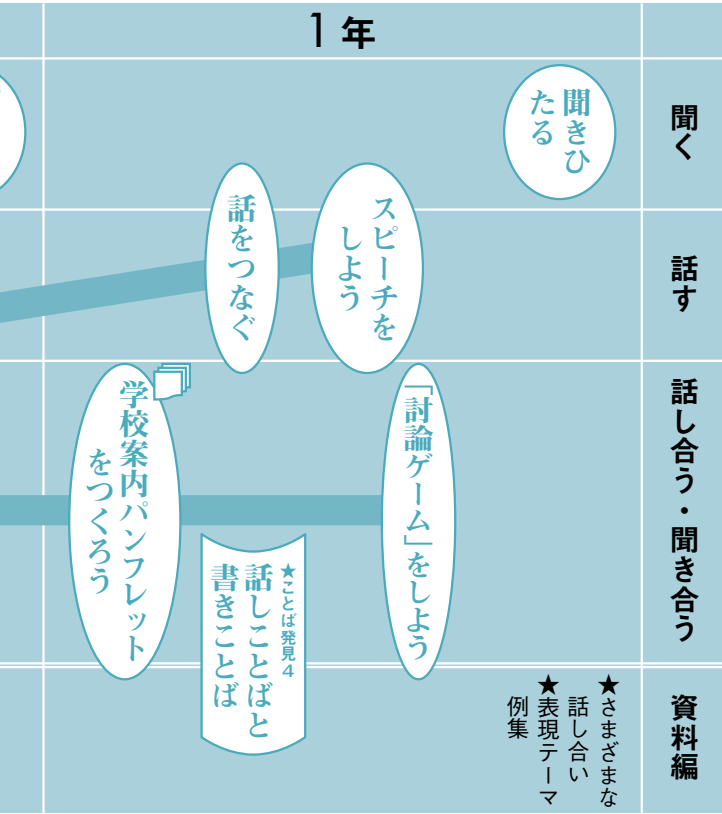 1年
聞く
話す
話し合う・聞き合う
資料編
聞きひ
たる
スピーチを
しよう
話をつなぐ
「討論ゲーム」をしよう
★ことば発見4
話しことばと
書きことば
学校案内パンフレット
をつくろう
★さまざまな
話し合い
★表現テーマ
例集